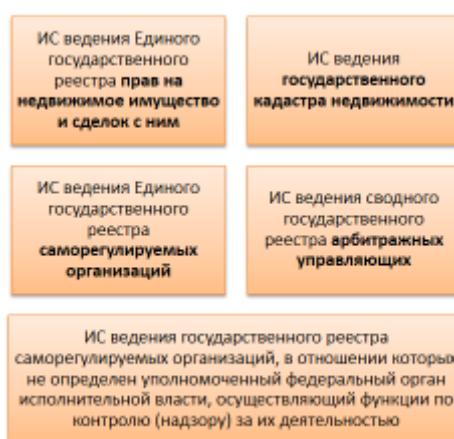 ИС ведения Единого
государственного
реестра прав на
недвижимое имущество
и сделок с ним
ИС ведения
государственного
кадастра недвижимости
ИС ведения Единого
государственного
реестра
саморегулируемых
организаций
ИС ведения сводного
государственного
реестра арбитражных
управляющих
ИС ведения государственного реестра
саморегулируемых организаций, в отношении которых
не определен уполномоченный федеральный орган
исполнительной власти, осуществляющий функции по
контролю (надзору) за их деятельностью